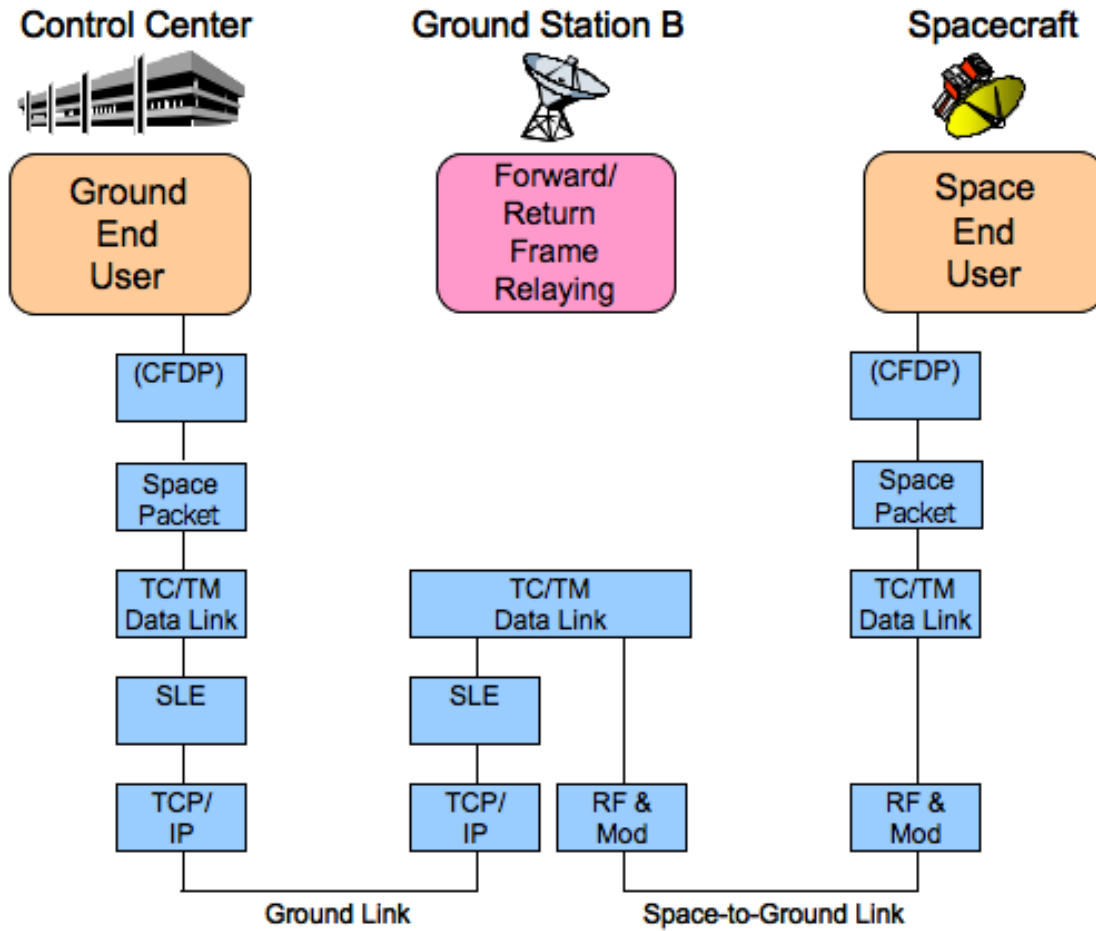 Control Center
Ground Station B
Spacecraft
Ground
End
User
Forward/
Return
Frame
Relaying
Space
End
User
(CFDP)
(CFDP)
Space
Packet
Space
Packet
TC/TM
Data Link
TC/TM
Data Link
TC/TM
Data Link
SLE
SLE
TCP/
IP
TCP/
IP
RF &
Mod
RF &
Mod
Ground Link
Space-to-Ground Link